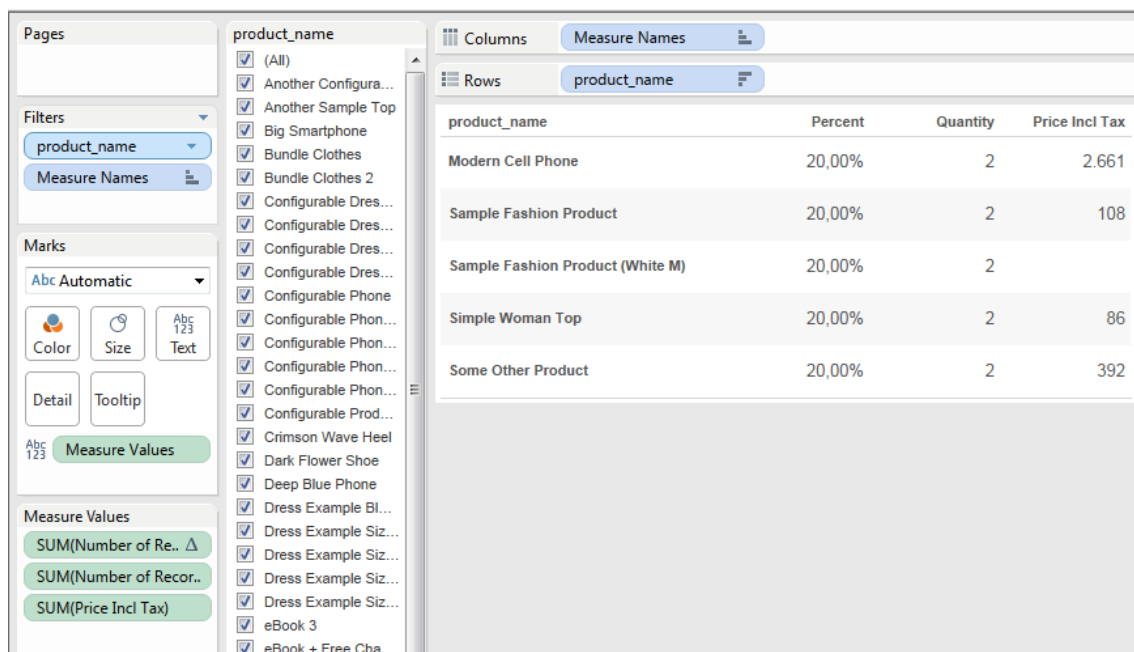 Pages
Filters
product_name
Measure Names
Marks
Abc Automatic
Color
Size
Abc
123
Text
Detail
Tooltip
Abc
123
Measure Values
Measure Values
SUM(Number of Re.. Δ
SUM(Number of Recor..
SUM(Price Incl Tax)
product_name
(All)
Another Configura...
Another Sample Top
Big Smartphone
Bundle Clothes
Bundle Clothes 2
Configurable Dres...
Configurable Dres...
Configurable Dres...
Configurable Dres...
Configurable Phone
Configurable Phon...
Configurable Phon...
Configurable Phon...
Configurable Phon...
Configurable Prod...
Crimson Wave Heel
Dark Flower Shoe
Deep Blue Phone
Dress Example Bl...
Dress Example Siz...
Dress Example Siz...
Dress Example Siz...
Dress Example Siz...
eBook 3
eBook + Free Cha
Columns Measure Names
Rows product_name
product_name Percent Quantity Price Incl Tax
Modern Cell Phone 20,00% 2 2.661
Sample Fashion Product 20,00% 2 108
Sample Fashion Product (White M) 20,00% 2
Simple Woman Top 20,00% 2 86
Some Other Product 20,00% 2 392